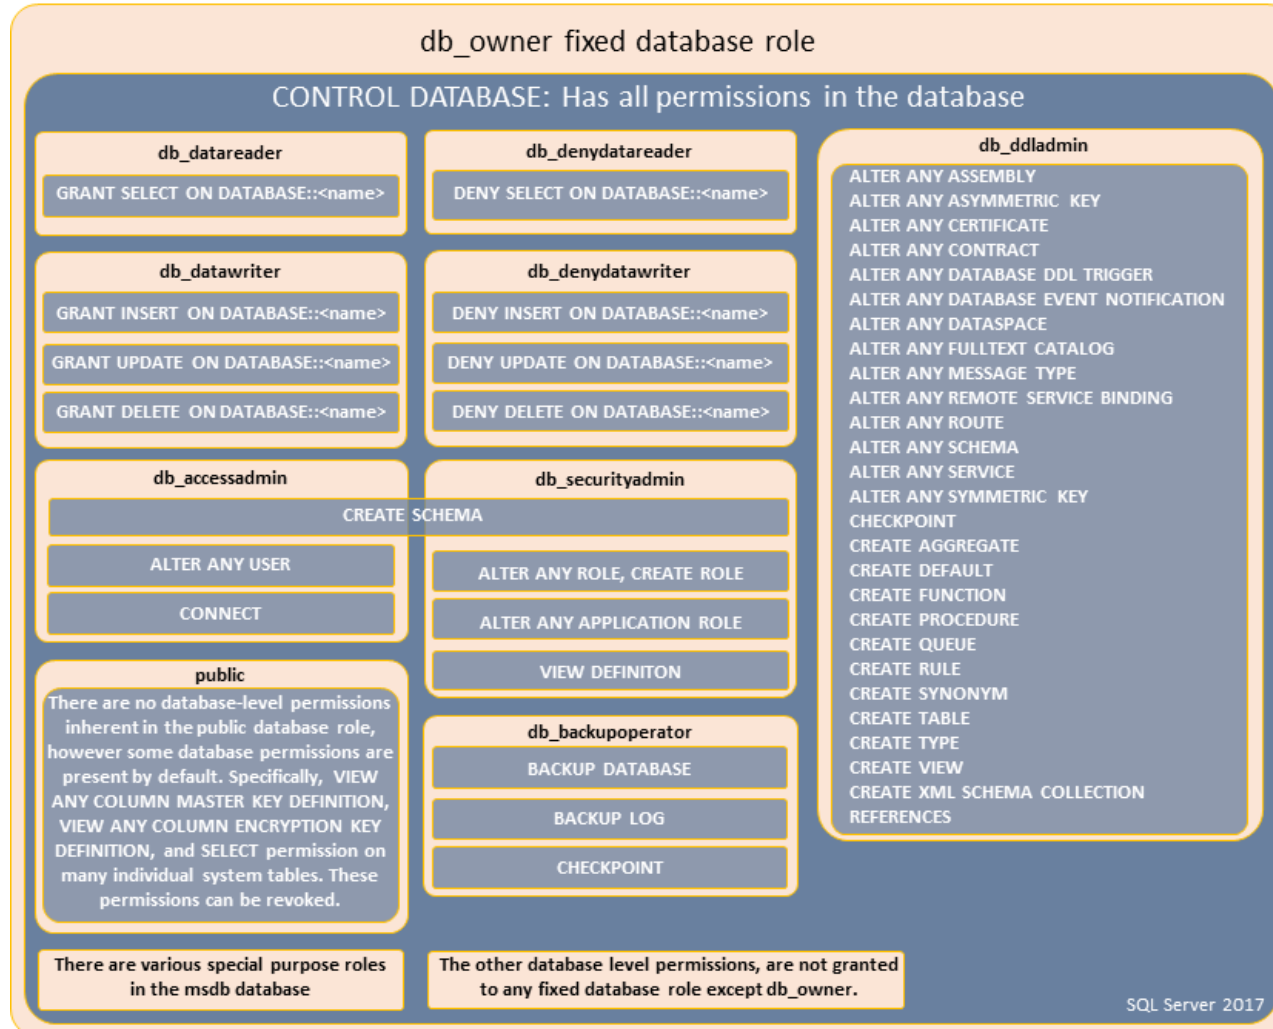 db_owner fixed database role
CONTROL DATABASE: Has all permissions in the database
db_datareader
GRANT SELECT ON DATABASE::<name>
db_denydatareader
DENY SELECT ON DATABASE::<name>
db_datawriter
GRANT INSERT ON DATABASE::<name>
GRANT UPDATE ON DATABASE::<name>
GRANT DELETE ON DATABASE::<name>
db_denydatawriter
DENY INSERT ON DATABASE::<name>
DENY UPDATE ON DATABASE::<name>
DENY DELETE ON DATABASE::<name>
db_accessadmin
db_securityadmin
CREATE SCHEMA
ALTER ANY USER
CONNECT
ALTER ANY ROLE, CREATE ROLE
ALTER ANY APPLICATION ROLE
VIEW DEFINITON
public
There are no database-level permissions
inherent in the public database role,
however some database permissions are
present by default. Specifically, VIEW
ANY COLUMN MASTER KEY DEFINITION,
VIEW ANY COLUMN ENCRYPTION KEY
DEFINITION, and SELECT permission on
many individual system tables. These
permissions can be revoked.
db_backupoperator
BACKUP DATABASE
BACKUP LOG
CHECKPOINT
db_ddladmin
ALTER ANY ASSEMBLY
ALTER ANY ASYMMETRIC KEY
ALTER ANY CERTIFICATE
ALTER ANY CONTRACT
ALTER ANY DATABASE DDL TRIGGER
ALTER ANY DATABASE EVENT NOTIFICATION
ALTER ANY DATASPACE
ALTER ANY FULLTEXT CATALOG
ALTER ANY MESSAGE TYPE
ALTER ANY REMOTE SERVICE BINDING
ALTER ANY ROUTE
ALTER ANY SCHEMA
ALTER ANY SERVICE
ALTER ANY SYMMETRIC KEY
CHECKPOINT
CREATE AGGREGATE
CREATE DEFAULT
CREATE FUNCTION
CREATE PROCEDURE
CREATE QUEUE
CREATE RULE
CREATE SYNONYM
CREATE TABLE
CREATE TYPE
CREATE VIEW
CREATE XML SCHEMA COLLECTION
REFERENCES
There are various special purpose roles
in the msdb database
The other database level permissions, are not granted
to any fixed database role except db_owner.
SQL Server 2017